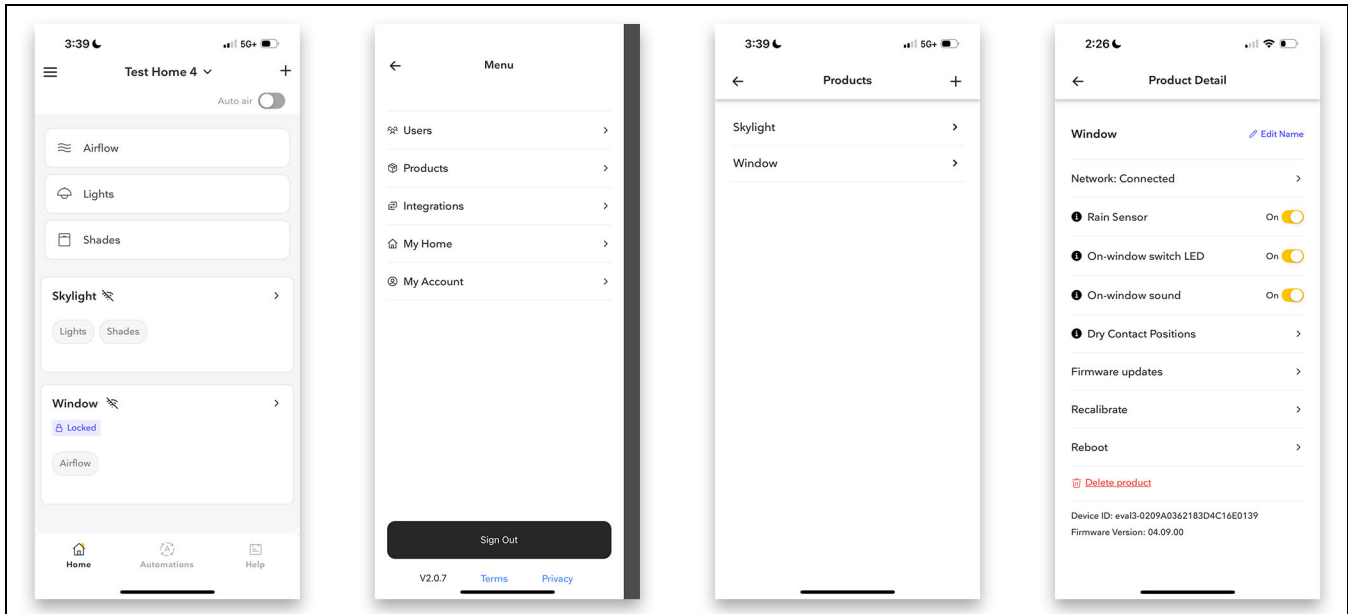 3:39 5G+
Test Home 4
Auto air
Airflow
Lights
Shades
Skylight
Lights Shades
Window
Locked
Airflow
Home Automations Help
Menu
Users
Products
Integrations
My Home
My Account
Sign Out
V2.0.7 Terms Privacy
3:39 5G+
Products
Skylight
Window
2:26
Product Detail
Window Edit Name
Network: Connected
Rain Sensor On
On-window switch LED On
On-window sound On
Dry Contact Positions
Firmware updates
Recalibrate
Reboot
Delete product
Device ID: eval3-0209A0362183D4C16E0139
Firmware Version: 04.09.00